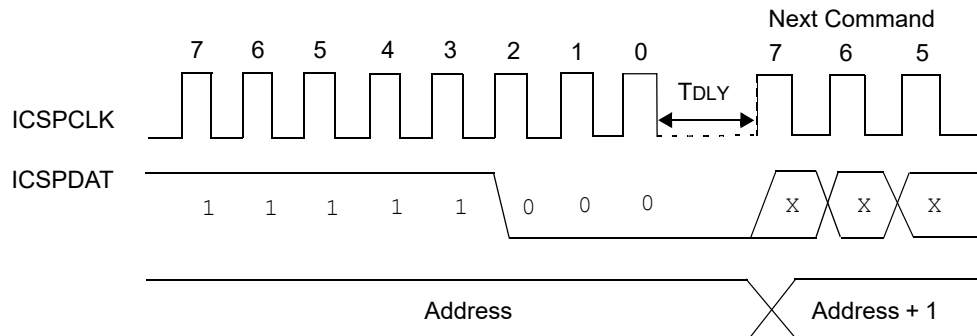 Next Command
7 6 5 4 3 2 1 0 7 6 5
TDLY
ICSPCLK
ICSPDAT
1 1 1 1 1 0 0 0 X X X
Address Address + 1